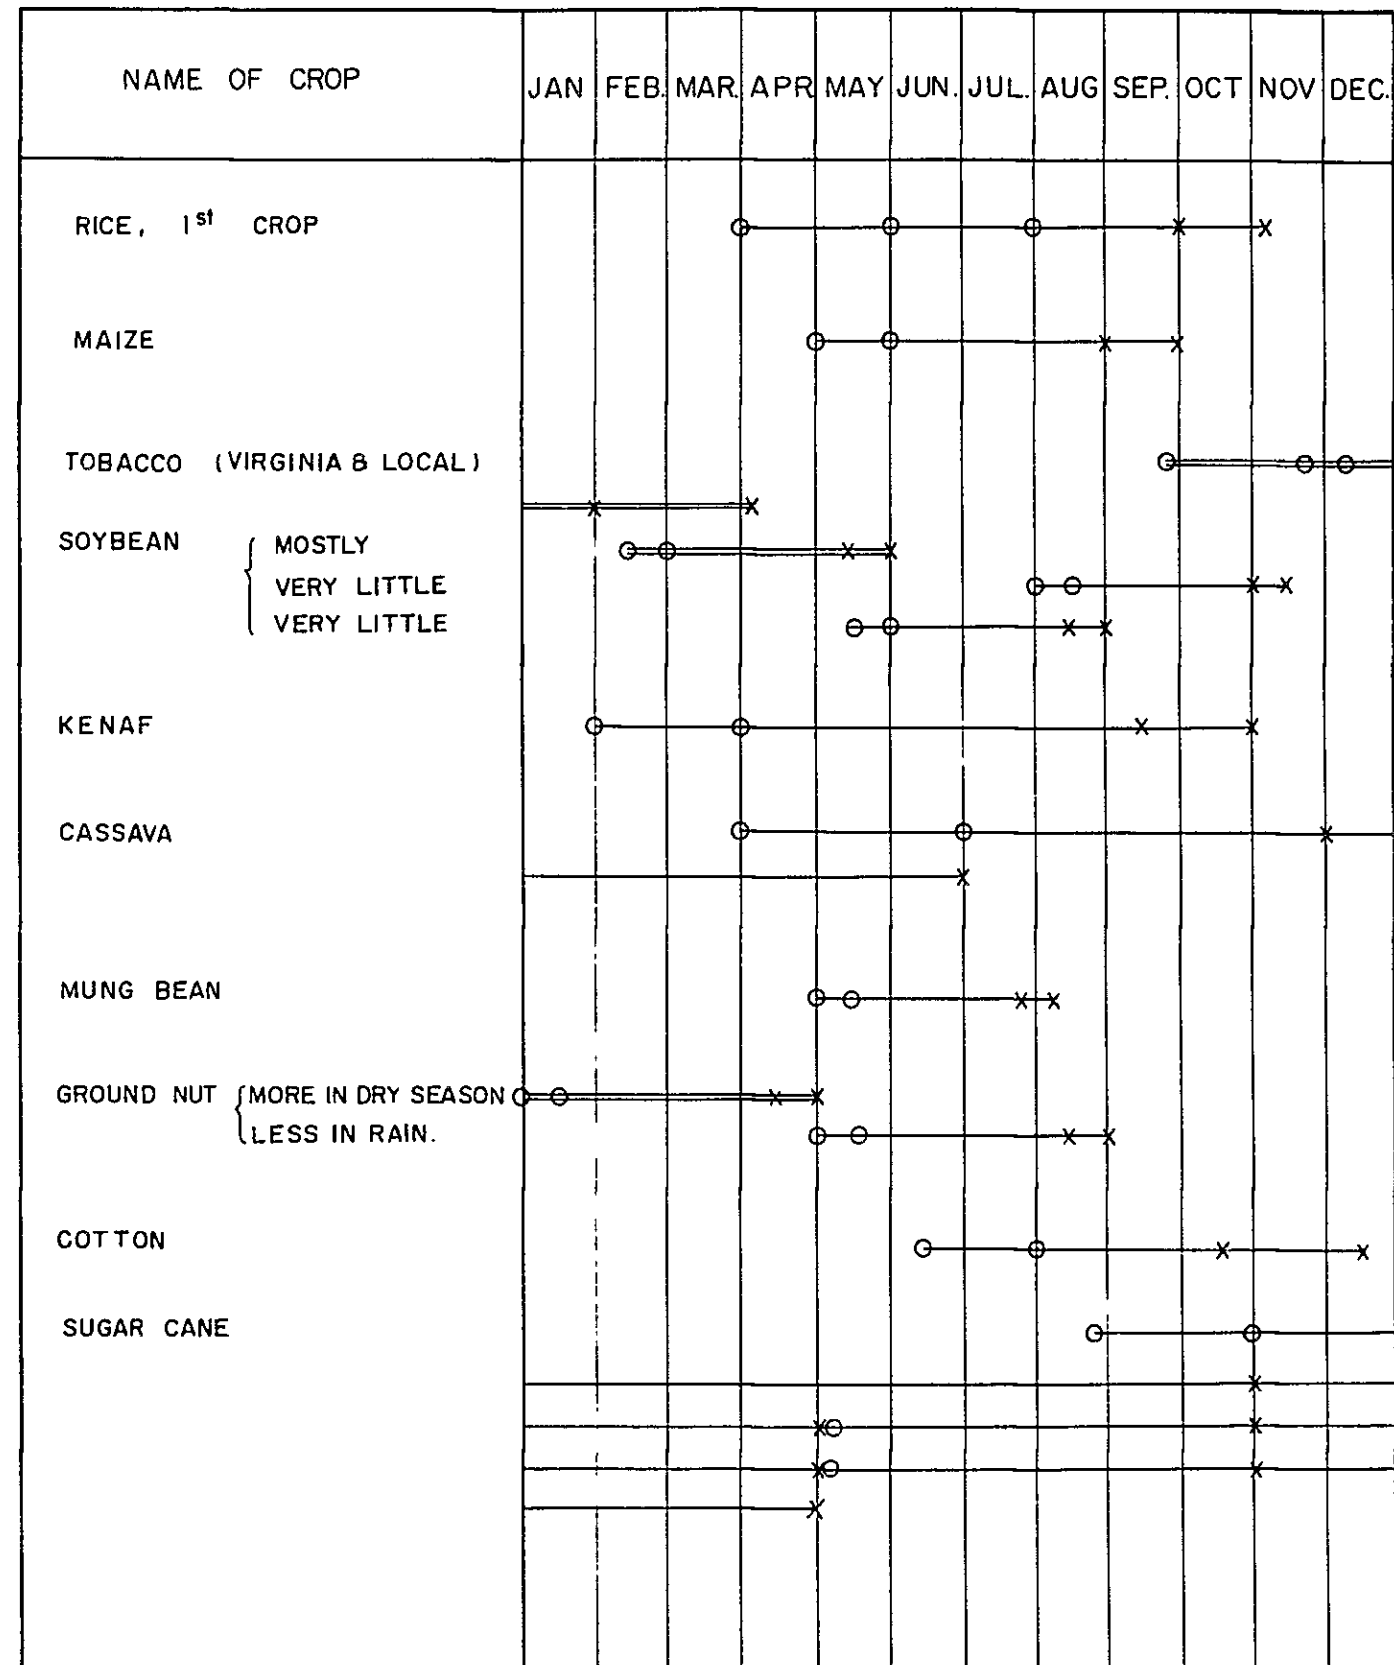 NAME OF CROP JAN FEB. MAR. APR. MAY JUN. JUL. AUG SEP. OCT NOV DEC.
RICE, 1st CROP
MAIZE
TOBACCO (VIRGINIA & LOCAL)
SOYBEAN { MOSTLY
VERY LITTLE
VERY LITTLE
KENAF
CASSAVA
MUNG BEAN
GROUND NUT { MORE IN DRY SEASON
LESS IN RAIN.
COTTON
SUGAR CANE